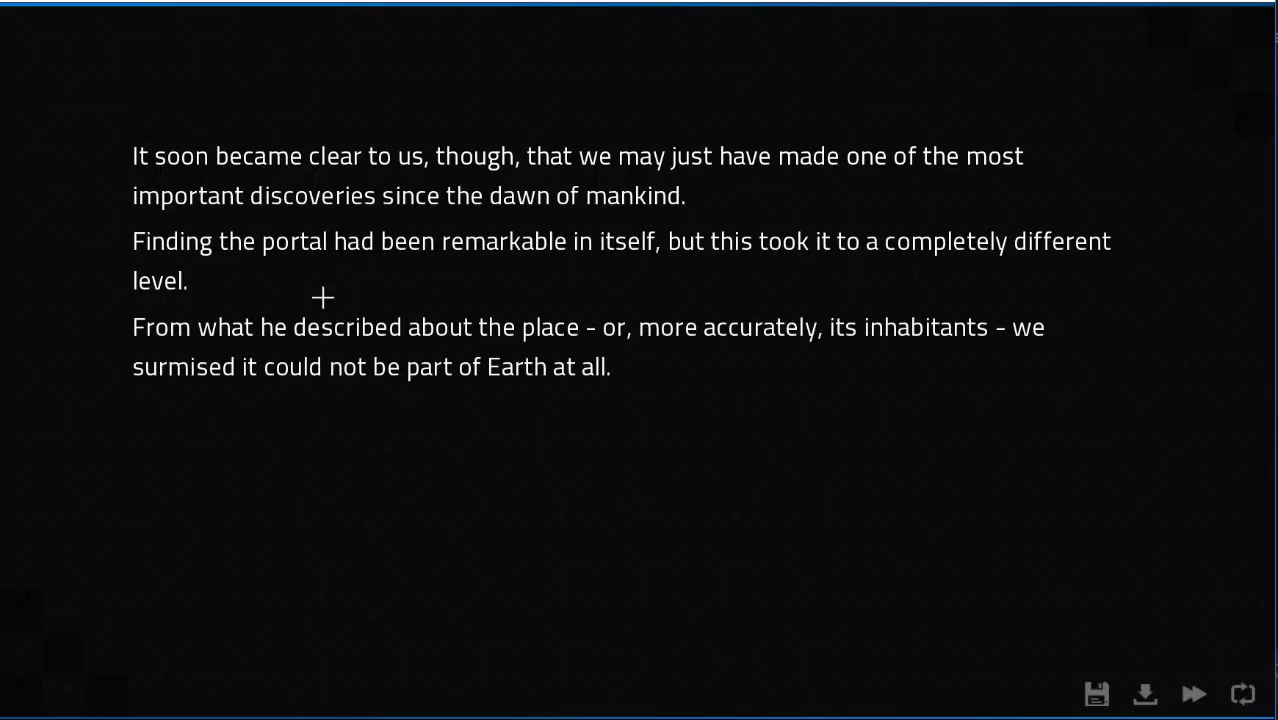 It soon became clear to us, though, that we may just have made one of the most
important discoveries since the dawn of mankind.
Finding the portal had been remarkable in itself, but this took it to a completely different
level.
From what he described about the place - or, more accurately, its inhabitants - we
surmised it could not be part of Earth at all.